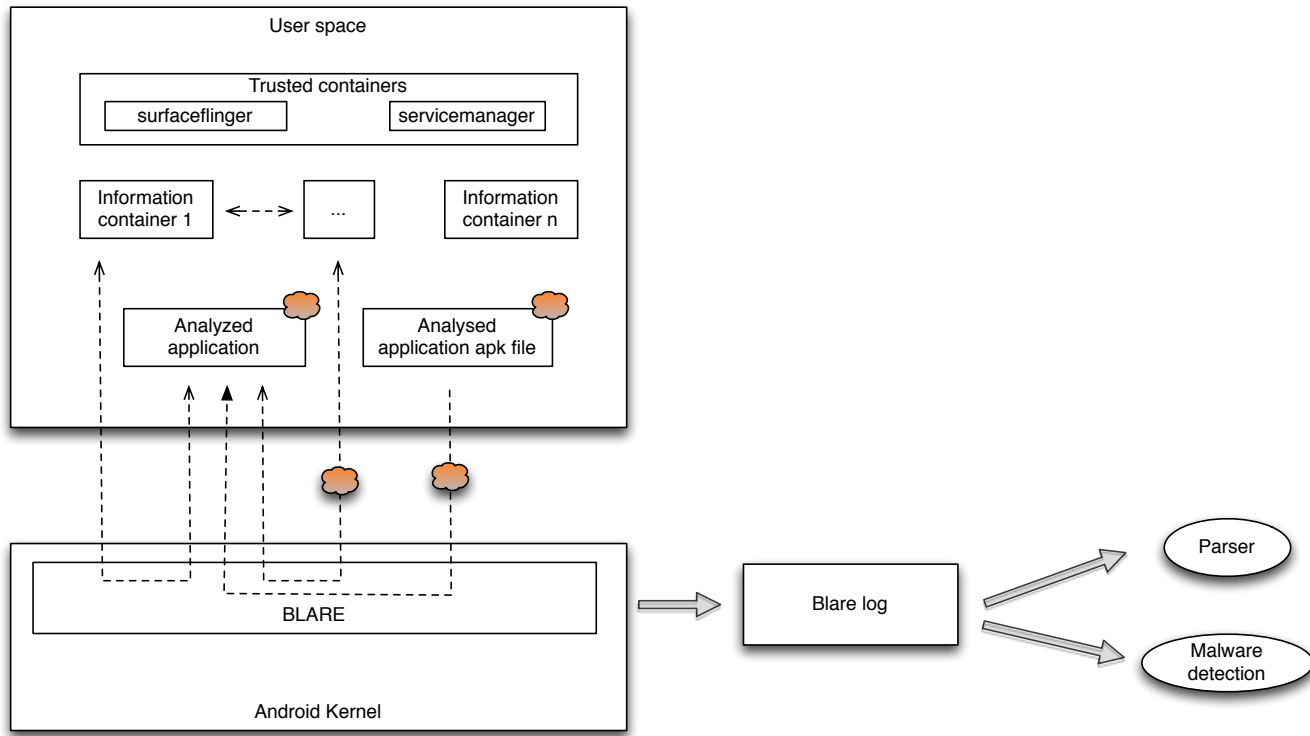 User space
Trusted containers
surfaceflinger
servicemanager
Information
container 1
...
Information
container n
Analyzed
application
Analysed
application apk file
BLARE
Android Kernel
Blare log
Parser
Malware
detection